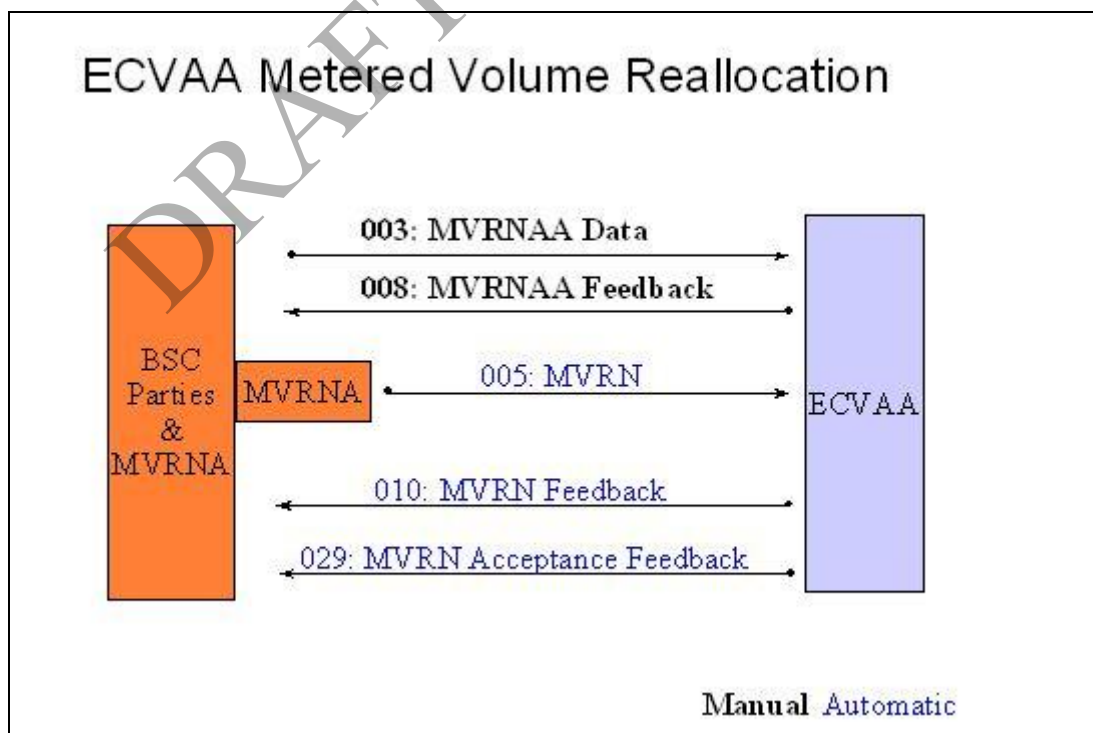 DRAFT
ECVAA Metered Volume Reallocation
003: MVRNAA Data
008: MVRNAA Feedback
BSC
Parties
&
MVRNA
MVRNA
005: MVRN
ECVAA
010: MVRN Feedback
029: MVRN Acceptance Feedback
Manual Automatic